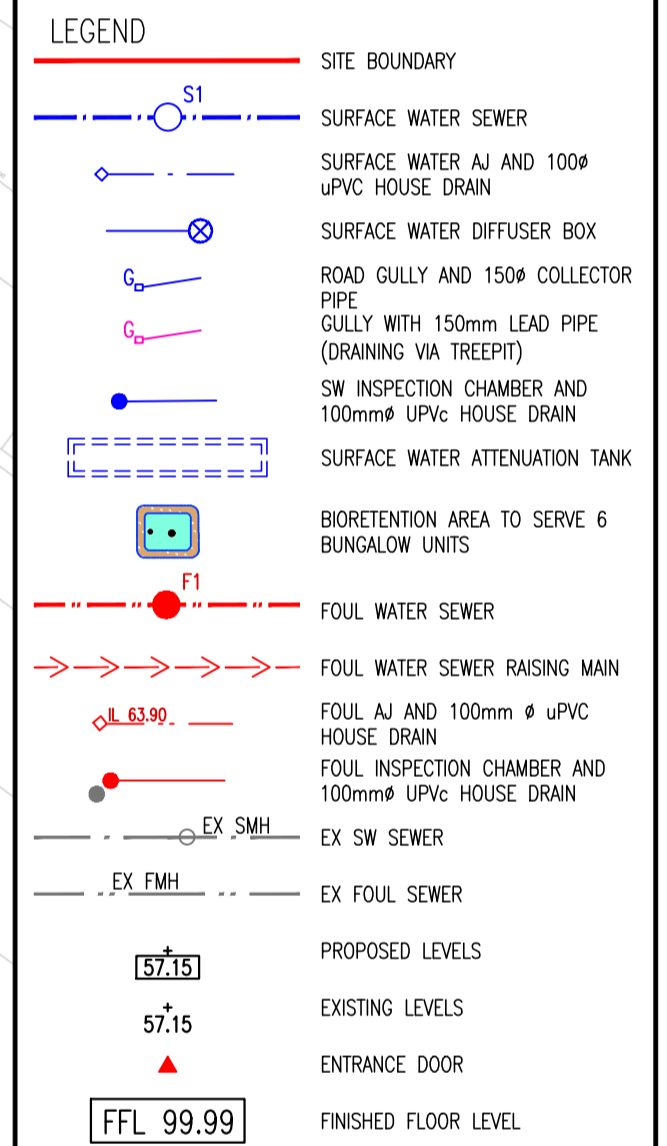 LEGEND
SITE BOUNDARY
S1
SURFACE WATER SEWER
SURFACE WATER AJ AND 100ø
uPVC HOUSE DRAIN
SURFACE WATER DIFFUSER BOX
G
ROAD GULLY AND 150ø COLLECTOR
PIPE
G
GULLY WITH 150mm LEAD PIPE
(DRAINING VIA TREEPIT)
SW INSPECTION CHAMBER AND
100mmø UPVc HOUSE DRAIN
SURFACE WATER ATTENUATION TANK
BIORETENTION AREA TO SERVE 6
BUNGALOW UNITS
F1
FOUL WATER SEWER
FOUL WATER SEWER RAISING MAIN
IL 63.90
FOUL AJ AND 100mm ø uPVC
HOUSE DRAIN
FOUL INSPECTION CHAMBER AND
100mmø UPVc HOUSE DRAIN
EX SMH
EX SW SEWER
EX FMH
EX FOUL SEWER
57.15
PROPOSED LEVELS
57.15
EXISTING LEVELS
ENTRANCE DOOR
FFL 99.99
FINISHED FLOOR LEVEL